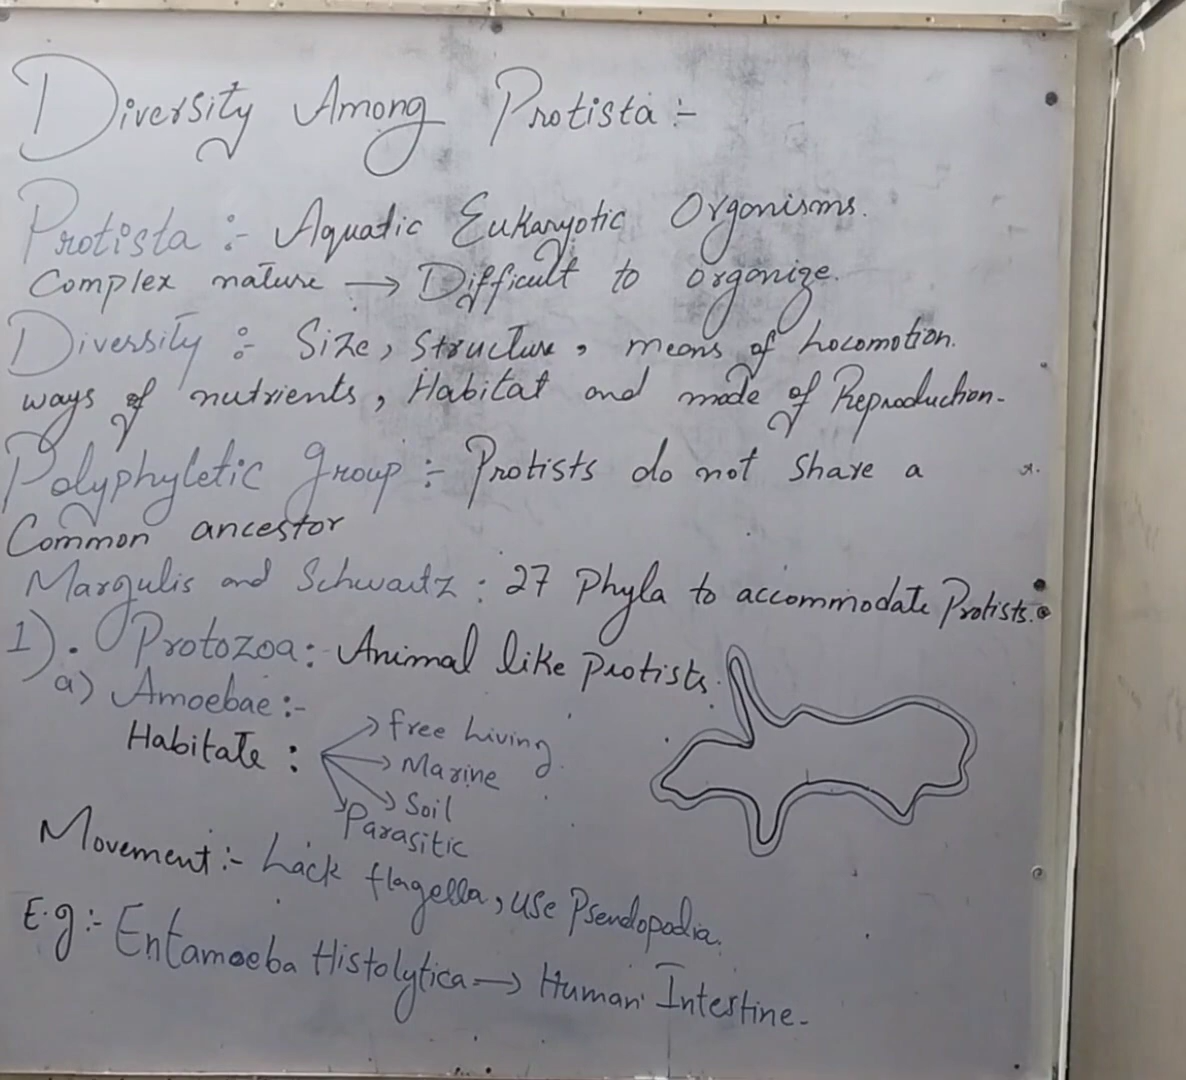 Diversity Among Protista :-
Protista :- Aquatic Eukaryotic Organisms.
Complex nature → Difficult to organize.
Diversity :- Size, Structure, means of Locomotion.
ways of nutrients, Habitat and mode of Reproduction.
Polyphyletic group :- Protists do not share a
Common ancestor
Margulis and Schwartz : 27 Phyla to accommodate Protists.
1). Protozoa:- Animal like protists.
a) Amoebae :-
Habitate : → free Living.
→ Marine
→ Soil
→ Parasitic
Movement :- Lack flagella, use Pseudopodia.
E.g :- Entamoeba Histolytica → Human Intestine.